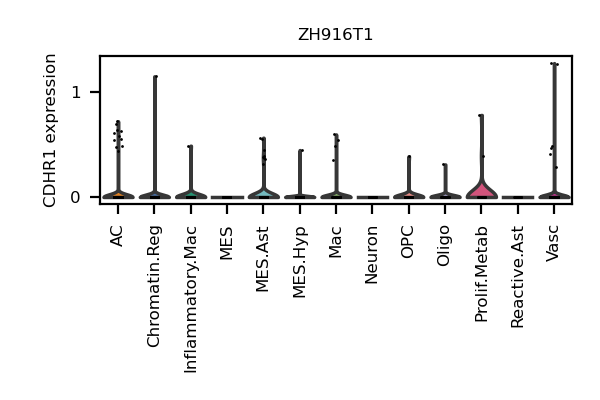 ZH916T1
CDHR1 expression
1
0
AC
Chromatin.Reg
Inflammatory.Mac
MES
MES.Ast
MES.Hyp
Mac
Neuron
OPC
Oligo
Prolif.Metab
Reactive.Ast
Vasc